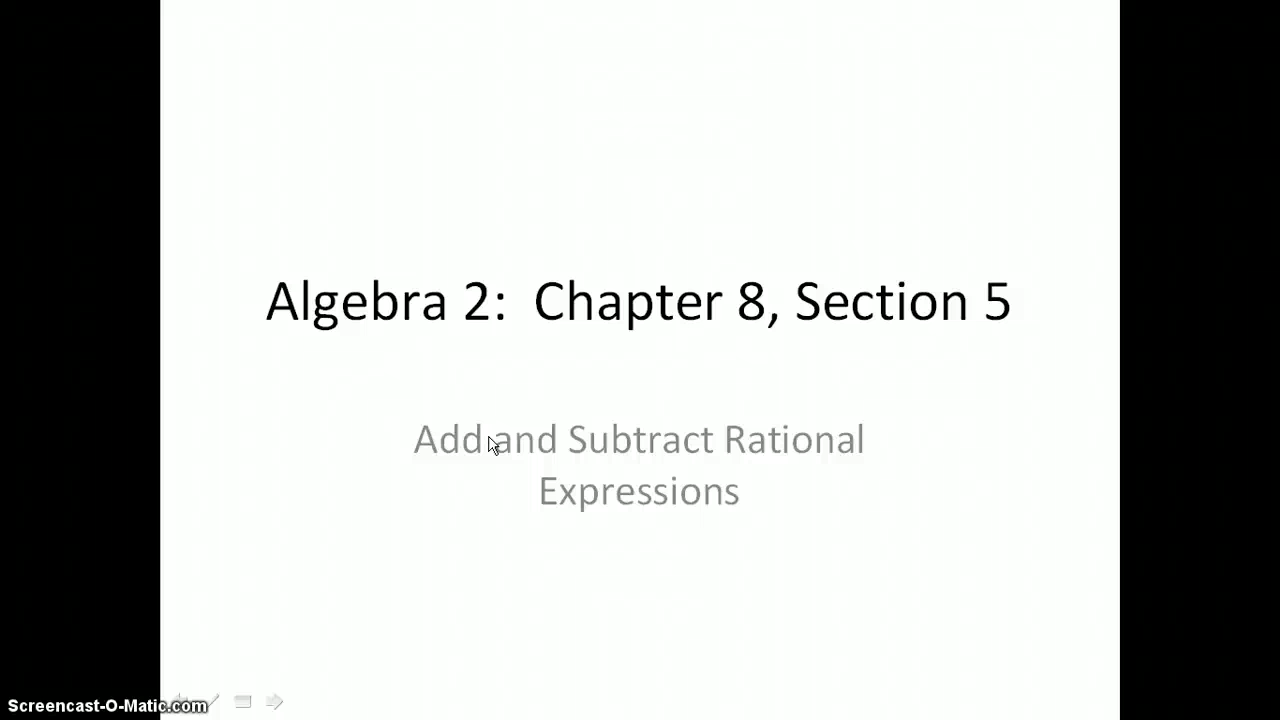 Algebra 2:  Chapter 8, Section 5
Add and Subtract Rational
Expressions
Screencast-O-Matic.com